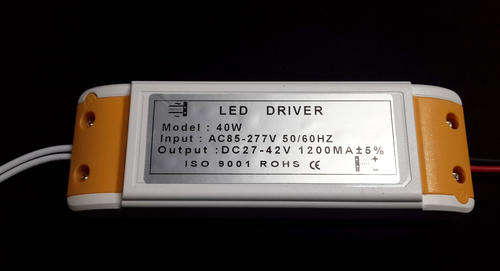 LED DRIVER
Model : 40W
Input : AC85-277V 50/60HZ
Output : DC27-42V 1200MA±5%
ISO 9001 ROHS CE
+
-